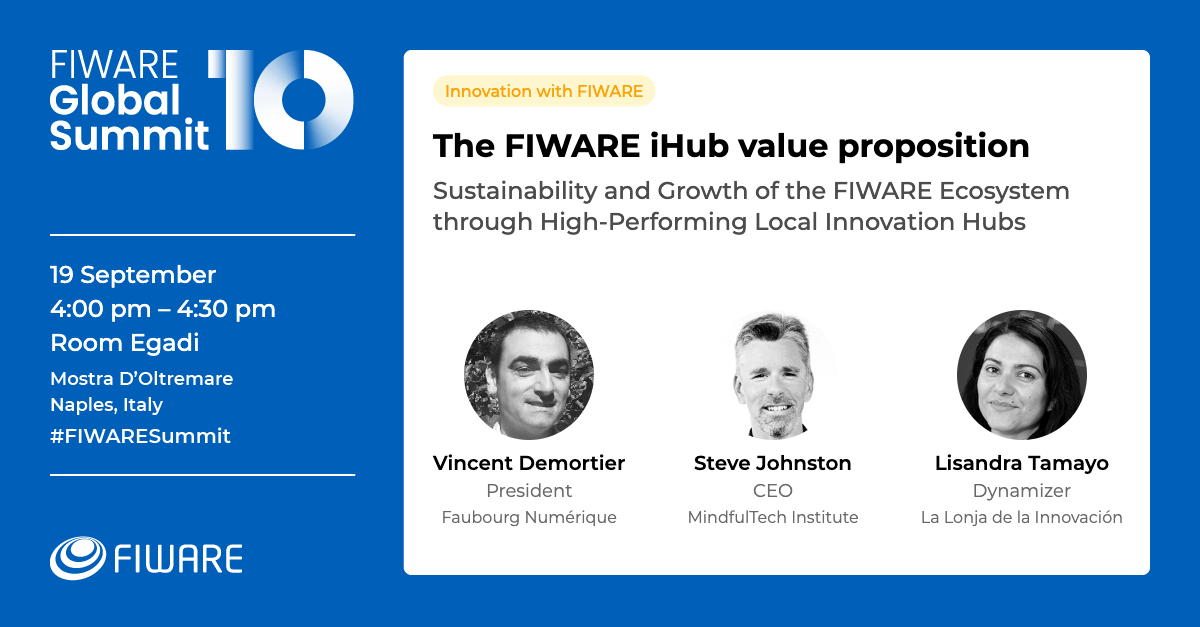 FIWARE
Global
Summit
10
19 September
4:00 pm – 4:30 pm
Room Egadi
Mostra D’Oltremare
Naples, Italy
#FIWARESummit
FIWARE
Innovation with FIWARE
The FIWARE iHub value proposition
Sustainability and Growth of the FIWARE Ecosystem
through High-Performing Local Innovation Hubs
Vincent Demortier
President
Faubourg Numérique
Steve Johnston
CEO
MindfulTech Institute
Lisandra Tamayo
Dynamizer
La Lonja de la Innovación